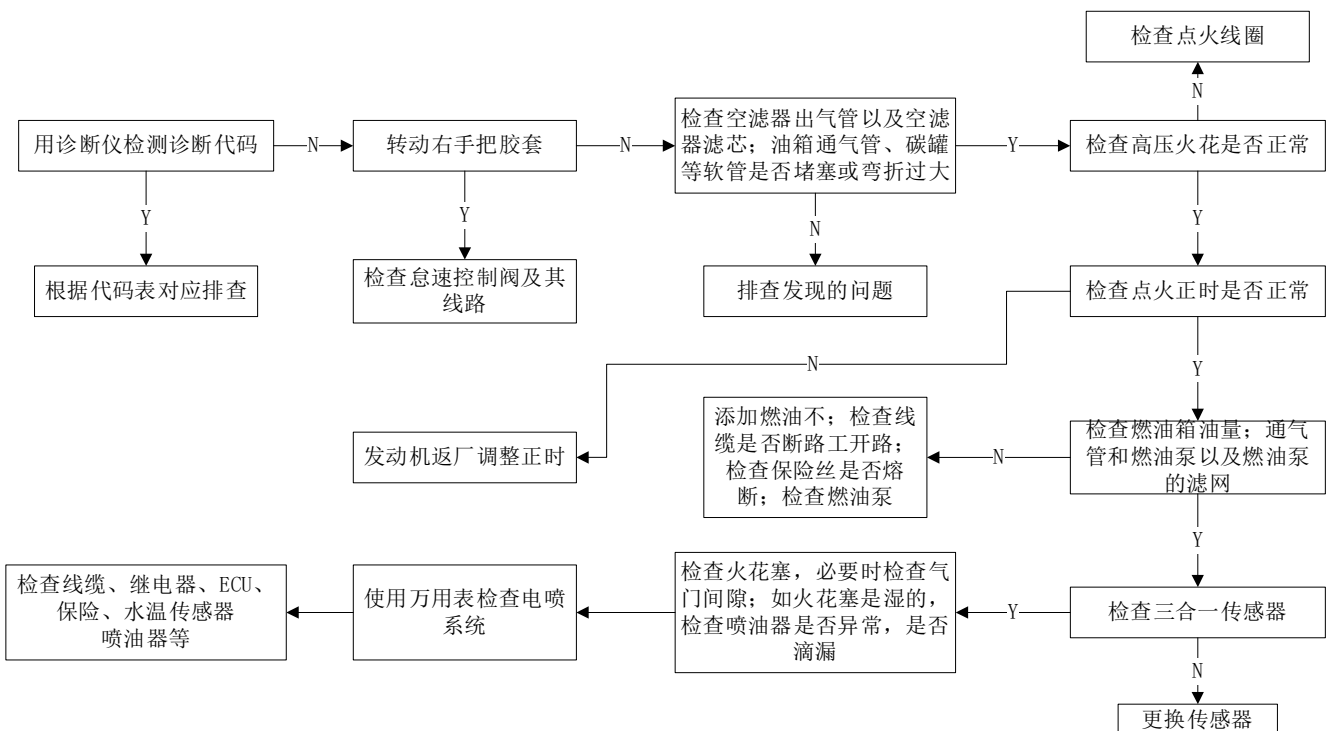 检查点火线圈
N
用诊断仪检测诊断代码
N
转动右手把胶套
N
检查空滤器出气管以及空滤
器滤芯；油箱通气管、碳罐
等软管是否堵塞或弯折过大
Y
检查高压火花是否正常
Y
Y
N
Y
根据代码表对应排查
检查怠速控制阀及其
线路
排查发现的问题
检查点火正时是否正常
N
Y
发动机返厂调整正时
添加燃油不；检查线
缆是否断路工开路；
检查保险丝是否熔
断；检查燃油泵
N
检查燃油箱油量；通气
管和燃油泵以及燃油泵
的滤网
Y
检查线缆、继电器、ECU、
保险、水温传感器
喷油器等
使用万用表检查电喷
系统
检查火花塞，必要时检查气
门间隙；如火花塞是湿的，
检查喷油器是否异常，是否
滴漏
Y
检查三合一传感器
N
更换传感器